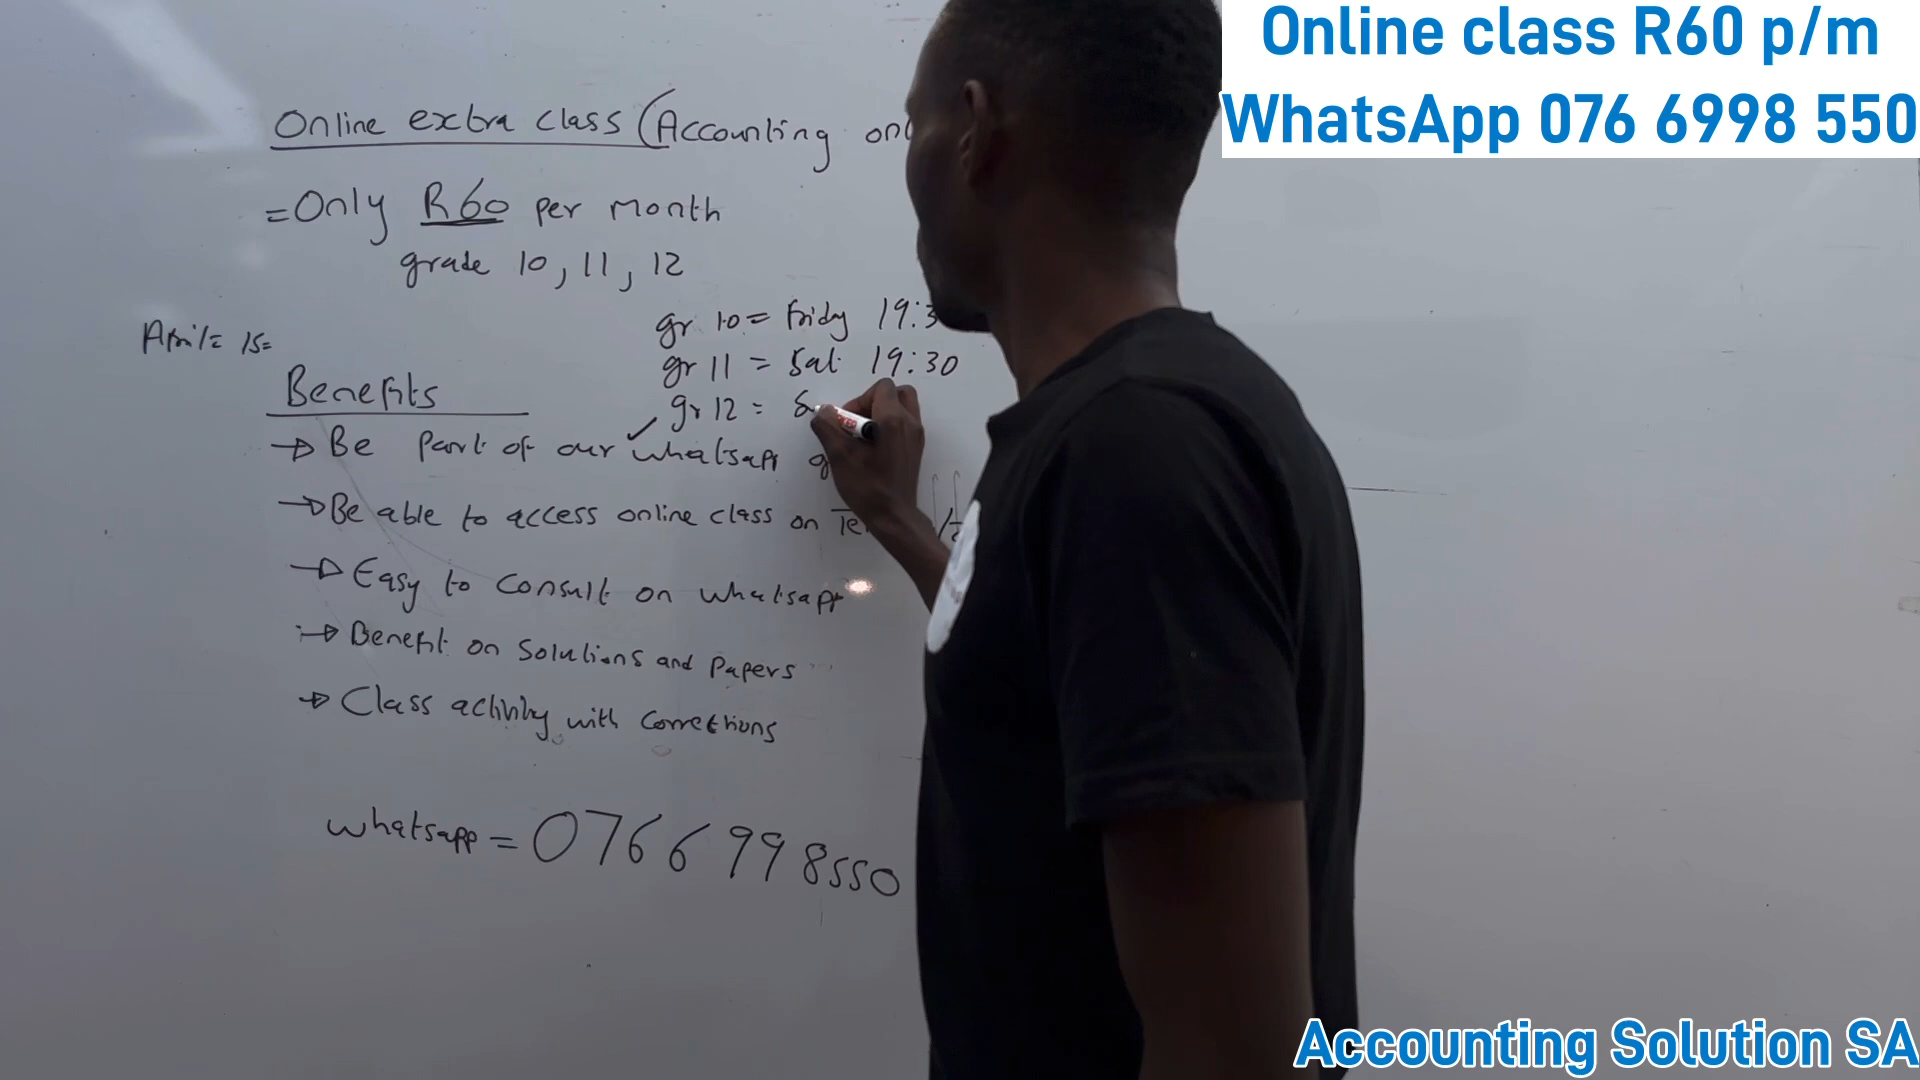 Online class R60 p/m
WhatsApp 076 6998 550
Online extra class (Accounting
=Only R60 per month
grade 10, 11, 12
gr 10 = Friday 19:3
gr 11 = Sat 19:30
gr 12 = S
April = 15=
Benefits
→ Be part of our ✓ whatsapp
→ Be able to access online class on
→ Easy to consult on whatsapp
→ Benefit on Solutions and Papers
→ Class activity with corrections
whatsapp = 0766998550
Accounting Solution SA